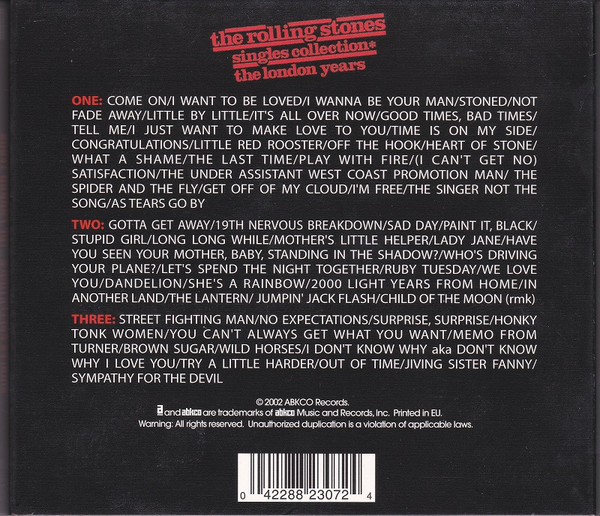 the rolling stones
singles collection*
the london years
ONE: COME ON/I WANT TO BE LOVED/I WANNA BE YOUR MAN/STONED/NOT
FADE AWAY/LITTLE BY LITTLE/IT'S ALL OVER NOW/GOOD TIMES, BAD TIMES/
TELL ME/I JUST WANT TO MAKE LOVE TO YOU/TIME IS ON MY SIDE/
CONGRATULATIONS/LITTLE RED ROOSTER/OFF THE HOOK/HEART OF STONE/
WHAT A SHAME/THE LAST TIME/PLAY WITH FIRE/(I CAN'T GET NO)
SATISFACTION/THE UNDER ASSISTANT WEST COAST PROMOTION MAN/ THE
SPIDER AND THE FLY/GET OFF OF MY CLOUD/I'M FREE/THE SINGER NOT THE
SONG/AS TEARS GO BY
TWO: GOTTA GET AWAY/19TH NERVOUS BREAKDOWN/SAD DAY/PAINT IT, BLACK/
STUPID GIRL/LONG LONG WHILE/MOTHER'S LITTLE HELPER/LADY JANE/HAVE
YOU SEEN YOUR MOTHER, BABY, STANDING IN THE SHADOW?/WHO'S DRIVING
YOUR PLANE?/LET'S SPEND THE NIGHT TOGETHER/RUBY TUESDAY/WE LOVE
YOU/DANDELION/SHE'S A RAINBOW/2000 LIGHT YEARS FROM HOME/IN
ANOTHER LAND/THE LANTERN/ JUMPIN' JACK FLASH/CHILD OF THE MOON (rmk)
THREE: STREET FIGHTING MAN/NO EXPECTATIONS/SURPRISE, SURPRISE/HONKY
TONK WOMEN/YOU CAN'T ALWAYS GET WHAT YOU WANT/MEMO FROM
TURNER/BROWN SUGAR/WILD HORSES/I DON'T KNOW WHY aka DON'T KNOW
WHY I LOVE YOU/TRY A LITTLE HARDER/OUT OF TIME/JIVING SISTER FANNY/
SYMPATHY FOR THE DEVIL
© 2002 ABKCO Records.
a and abkco are trademarks of abkco Music and Records, Inc. Printed in EU.
Warning: All rights reserved. Unauthorized duplication is a violation of applicable laws.
0 42288 23072 4